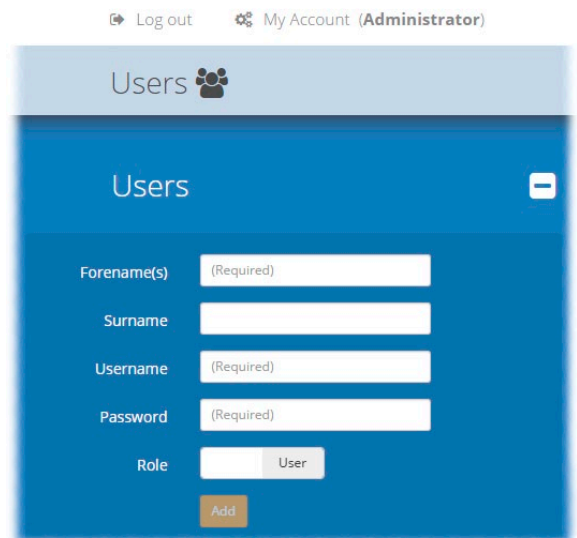 Log out My Account (Administrator)
Users
Users
Forename(s) (Required)
Surname
Username (Required)
Password (Required)
Role User
Add